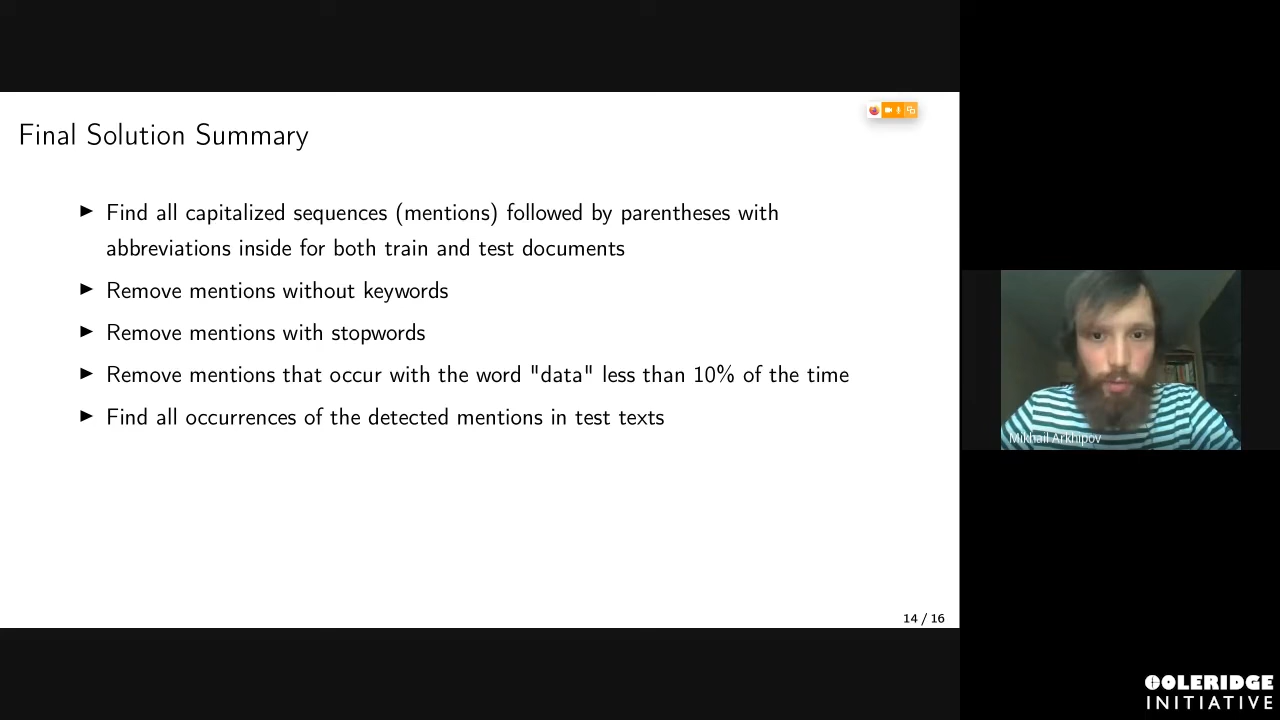 Final Solution Summary
Find all capitalized sequences (mentions) followed by parentheses with
abbreviations inside for both train and test documents
Remove mentions without keywords
Remove mentions with stopwords
Remove mentions that occur with the word "data" less than 10% of the time
Find all occurrences of the detected mentions in test texts
14 / 16
Mikhail Arkhipov
COLERIDGE
INITIATIVE